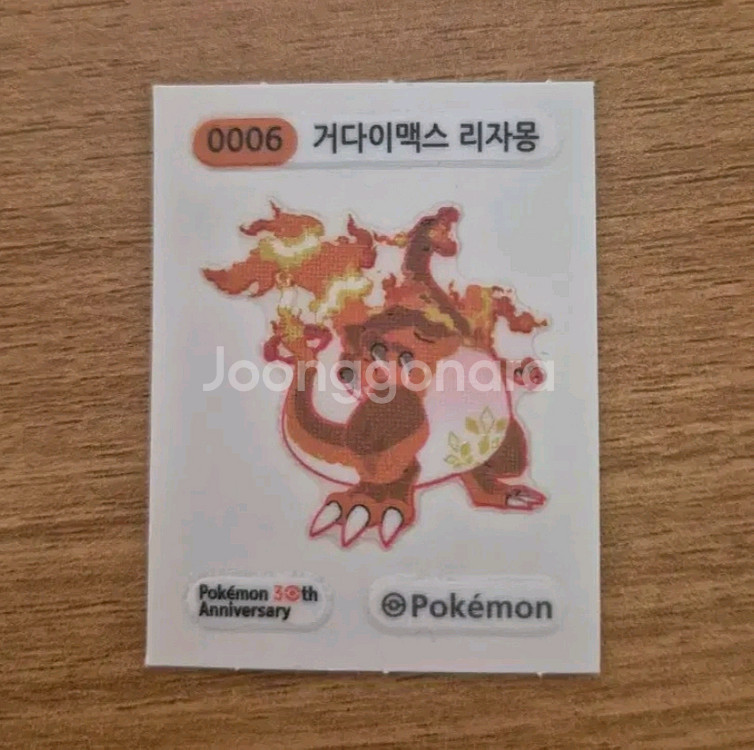 0006 거다이맥스 리자몽
Joonggonara
Pokémon 30th
Anniversary
Pokémon